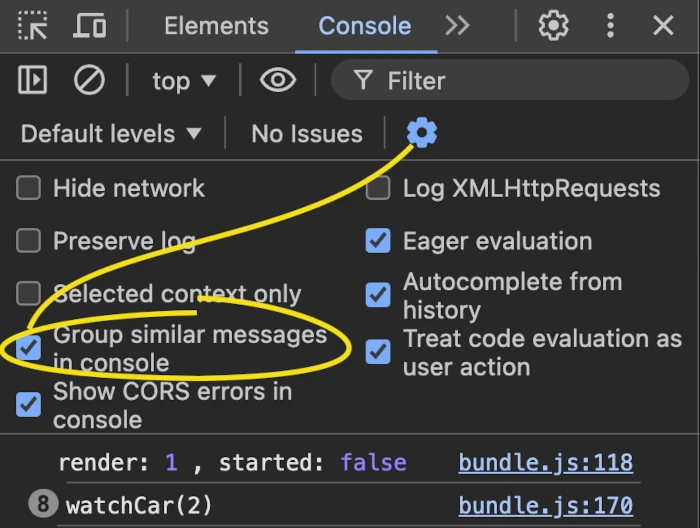 Elements Console
top Filter
Default levels No Issues
Hide network Log XMLHttpRequests
Preserve log Eager evaluation
Selected context only Autocomplete from
history
Group similar messages Treat code evaluation as
in console user action
Show CORS errors in
console
render: 1 , started: false bundle.js:118
8 watchCar(2) bundle.js:170